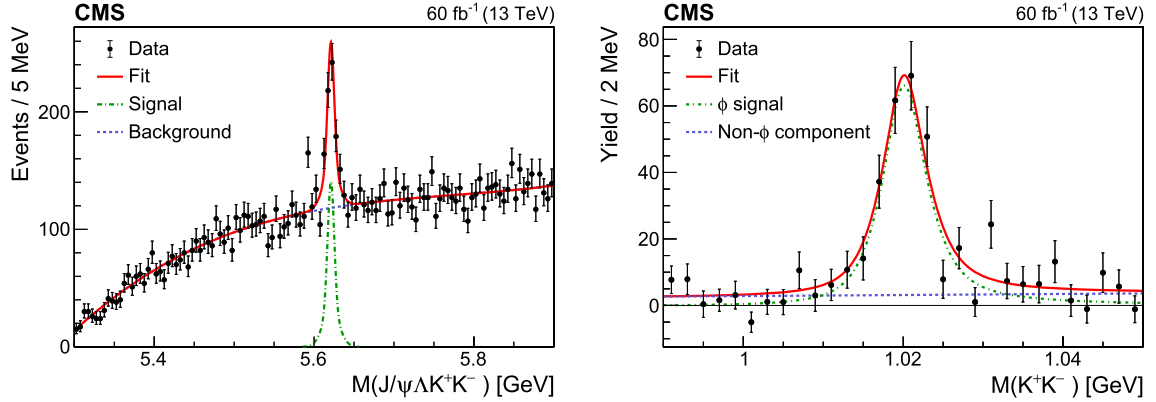 CMS
60 fb⁻¹ (13 TeV)
Events / 5 MeV
Data
Fit
Signal
Background
0
100
200
5.4
5.6
5.8
M(J/ψΛK⁺K⁻ ) [GeV]
CMS
60 fb⁻¹ (13 TeV)
Yield / 2 MeV
Data
Fit
ϕ signal
Non-ϕ component
80
60
40
20
0
1
1.02
1.04
M(K⁺K⁻ ) [GeV]